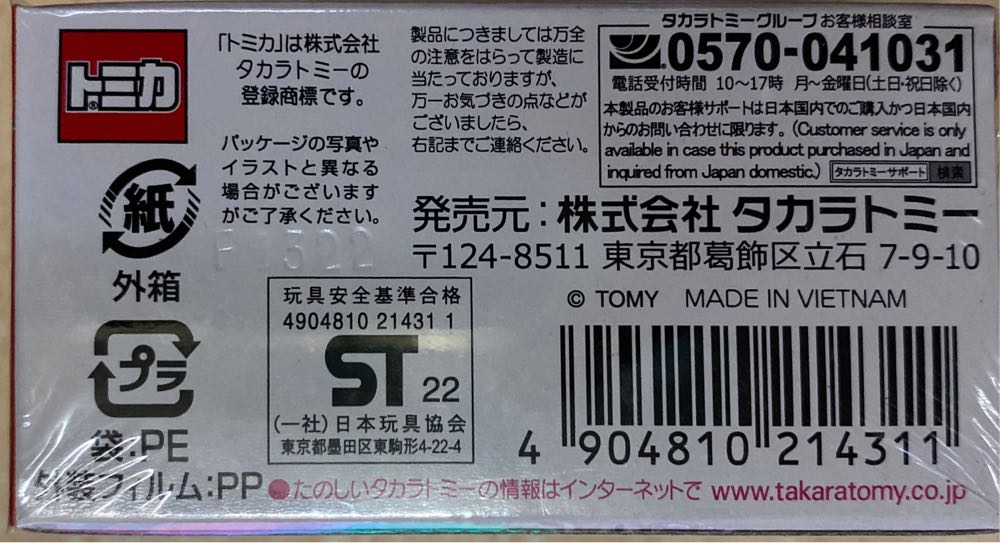 トミカ®
「トミカ」は株式会社
タカラトミーの
登録商標です。
パッケージの写真や
イラストと異なる
場合がございます
がご了承ください。
製品につきましては万全
の注意をはらって製造に
当たっておりますが、
万一お気づきの点などが
ございましたら、
右記までご連絡ください。
タカラトミーグループ お客様相談室
0570-041031
電話受付時間 10〜17時 月〜金曜日(土日・祝日除く)
本製品のお客様サポートは日本国内でのご購入かつ日本国内
からのお問い合わせに限ります。(Customer service is only
available in case this product purchased in Japan and
inquired from Japan domestic.) タカラトミーサポート 検索
発売元:株式会社 タカラトミー
〒124-8511 東京都葛飾区立石 7-9-10
© TOMY MADE IN VIETNAM
紙
外箱
プラ
袋:PE
外装フィルム:PP
玩具安全基準合格
4904810 21431 1
ST 22
(一社)日本玩具協会
東京都墨田区東駒形4-22-4
4 904810 214311
●たのしいタカラトミーの情報はインターネットで www.takaratomy.co.jp